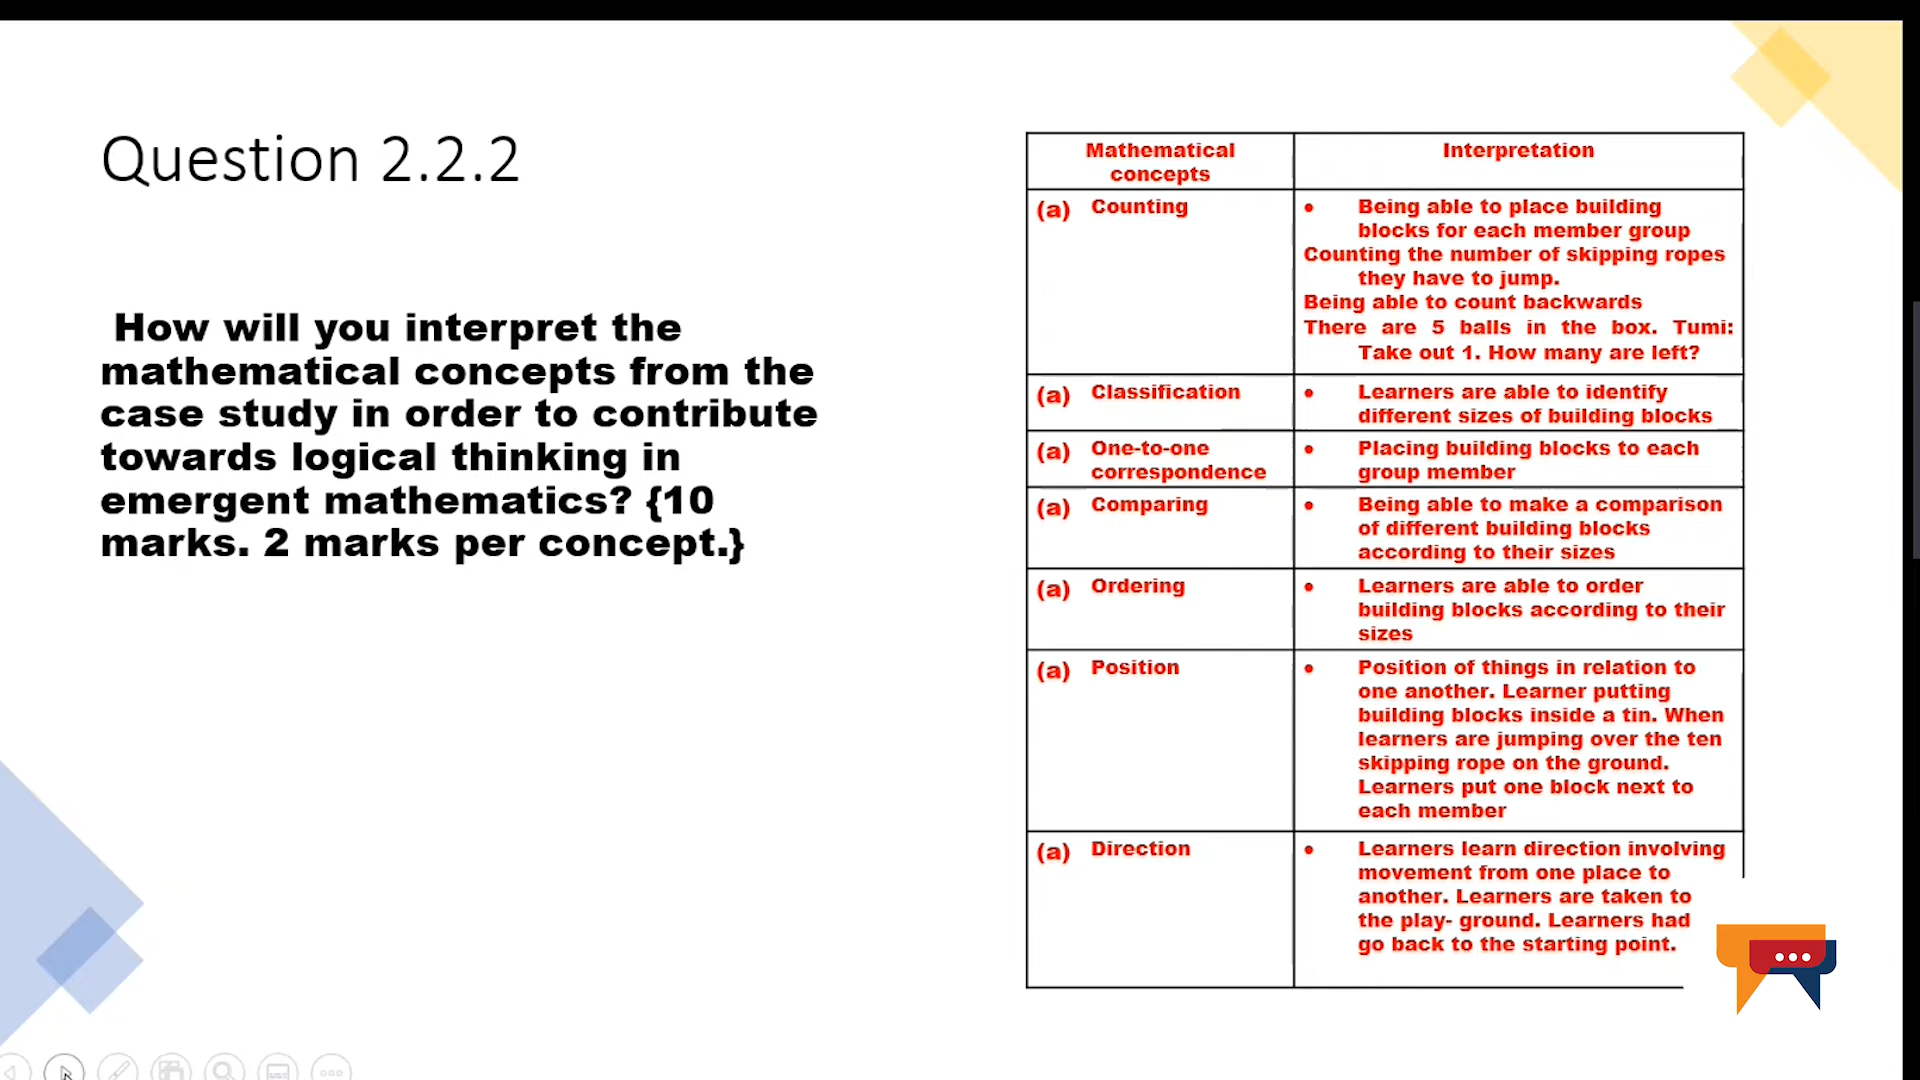 Question 2.2.2
How will you interpret the
mathematical concepts from the
case study in order to contribute
towards logical thinking in
emergent mathematics? {10
marks. 2 marks per concept.}
Mathematical
concepts
Interpretation
(a) Counting
• Being able to place building
blocks for each member group
Counting the number of skipping ropes
they have to jump.
Being able to count backwards
There are 5 balls in the box. Tumi:
Take out 1. How many are left?
(a) Classification
• Learners are able to identify
different sizes of building blocks
(a) One-to-one
correspondence
• Placing building blocks to each
group member
(a) Comparing
• Being able to make a comparison
of different building blocks
according to their sizes
(a) Ordering
• Learners are able to order
building blocks according to their
sizes
(a) Position
• Position of things in relation to
one another. Learner putting
building blocks inside a tin. When
learners are jumping over the ten
skipping rope on the ground.
Learners put one block next to
each member
(a) Direction
• Learners learn direction involving
movement from one place to
another. Learners are taken to
the play- ground. Learners had
go back to the starting point.